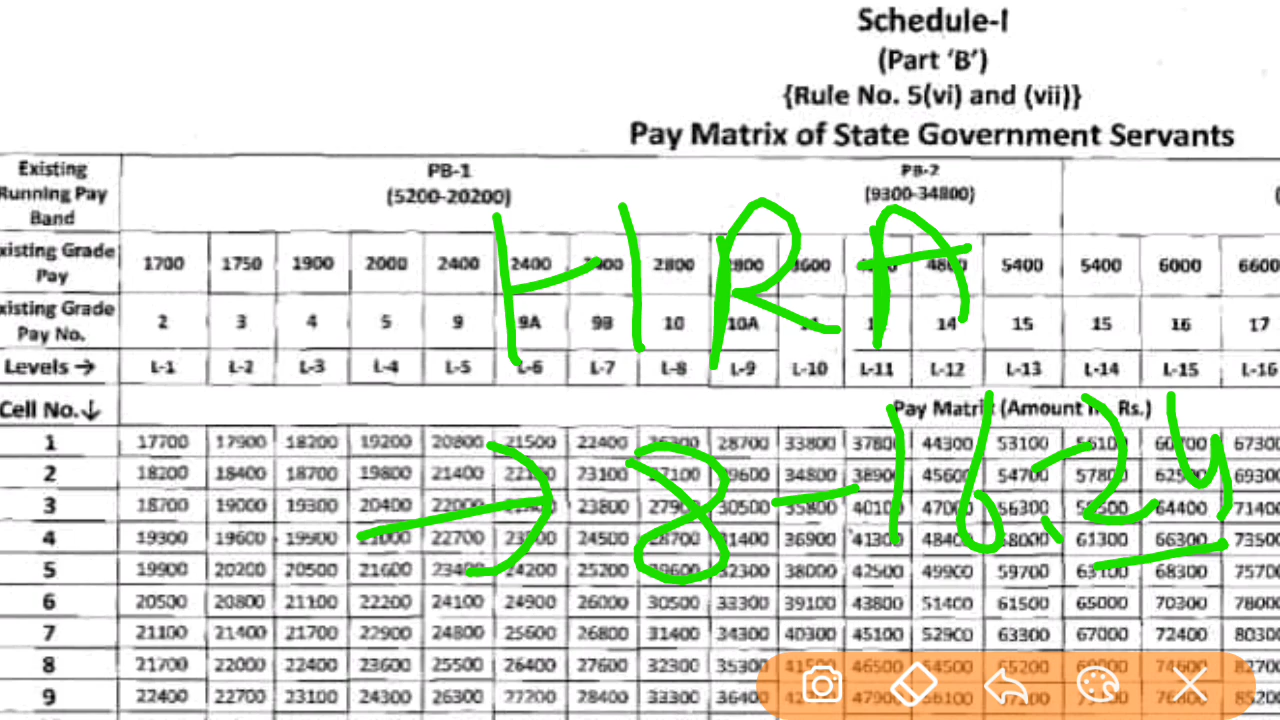 Schedule-I
(Part 'B')
{Rule No. 5(vi) and (vii)}
Pay Matrix of State Government Servants
Existing Running Pay Band PB-1 (5200-20200) PB-2 (9300-34800)
xisting Grade Pay 1700 1750 1900 2000 2400 2400 2800 5400 5400 6000 6600
xisting Grade Pay No. 2 3 4 5 9 9A 9B 10 10A 14 15 15 16 17
Levels → L-1 L-2 L-3 L-4 L-5 L-6 L-7 L-8 L-9 L-10 L-11 L-12 L-13 L-14 L-15 L-16
HRA
Cell No.↓ Pay Matrix (Amount in Rs.)
1 17700 17900 18200 19200 20800 21500 22400 28700 33800 37800 44300 53100 67300
2 18200 18400 18700 19800 21400 23100 34800 38900 45600 54700 57800 69300
3 18700 19000 19300 20400 23800 30500 35800 40100 56300 64400 71400
4 19300 19600 19900 22700 24500 36900 41300 61300 66300 73500
5 19900 20200 20500 21600 25200 38000 42500 49900 59700 68300 75700
6 20500 20800 21100 22200 24100 24900 26000 30500 33300 39100 43800 51400 61500 65000 70300 78000
7 21100 21400 21700 22900 24800 25600 26800 31400 34300 40300 45100 52900 63300 67000 72400 80300
8 21700 22000 22400 23600 25500 26400 27600 32300 35300 46500 54500 82700
9 22400 22700 23100 24300 26300 27200 28400 33300 36400
→ 8-16.24